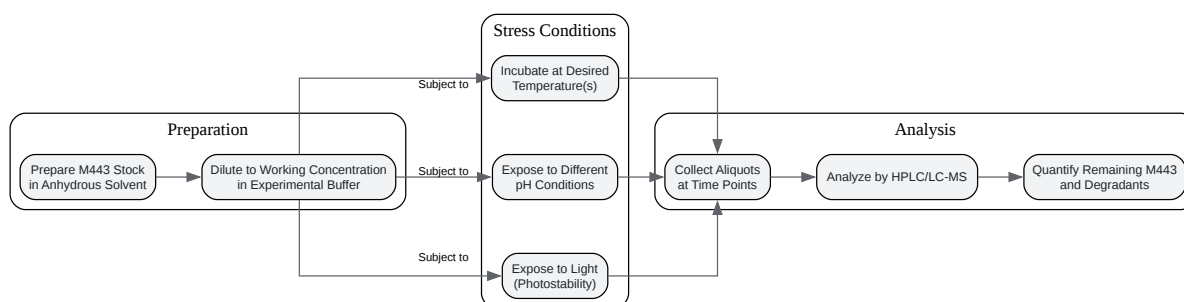 Stress Conditions
Incubate at Desired
Temperature(s)
Subject to
Preparation
Analysis
Prepare M443 Stock
in Anhydrous Solvent
Dilute to Working Concentration
in Experimental Buffer
Subject to
Expose to Different
pH Conditions
Collect Aliquots
at Time Points
Analyze by HPLC/LC-MS
Quantify Remaining M443
and Degradants
Subject to
Expose to Light
(Photostability)